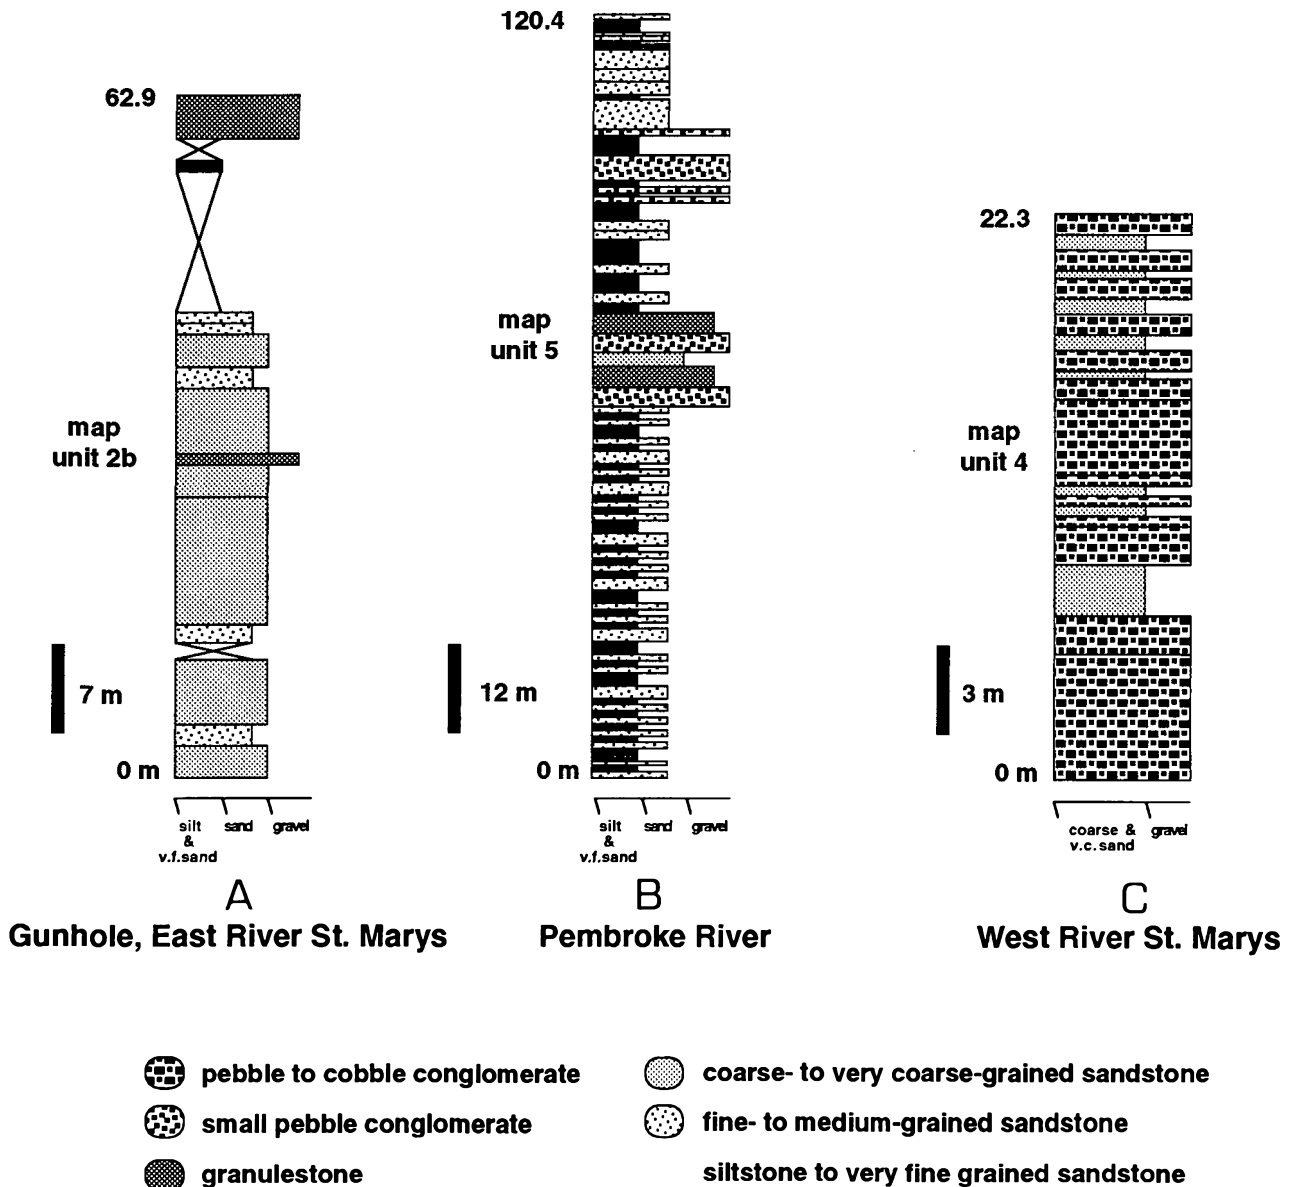 62.9
map
unit 2b
7 m
0 m
silt
&
v.f.sand
sand
gravel
A
Gunhole, East River St. Marys
120.4
map
unit 5
12 m
0 m
silt
&
v.f.sand
sand
gravel
B
Pembroke River
22.3
map
unit 4
3 m
0 m
coarse &
v.c.sand
gravel
C
West River St. Marys
pebble to cobble conglomerate
small pebble conglomerate
granulestone
coarse- to very coarse-grained sandstone
fine- to medium-grained sandstone
siltstone to very fine grained sandstone